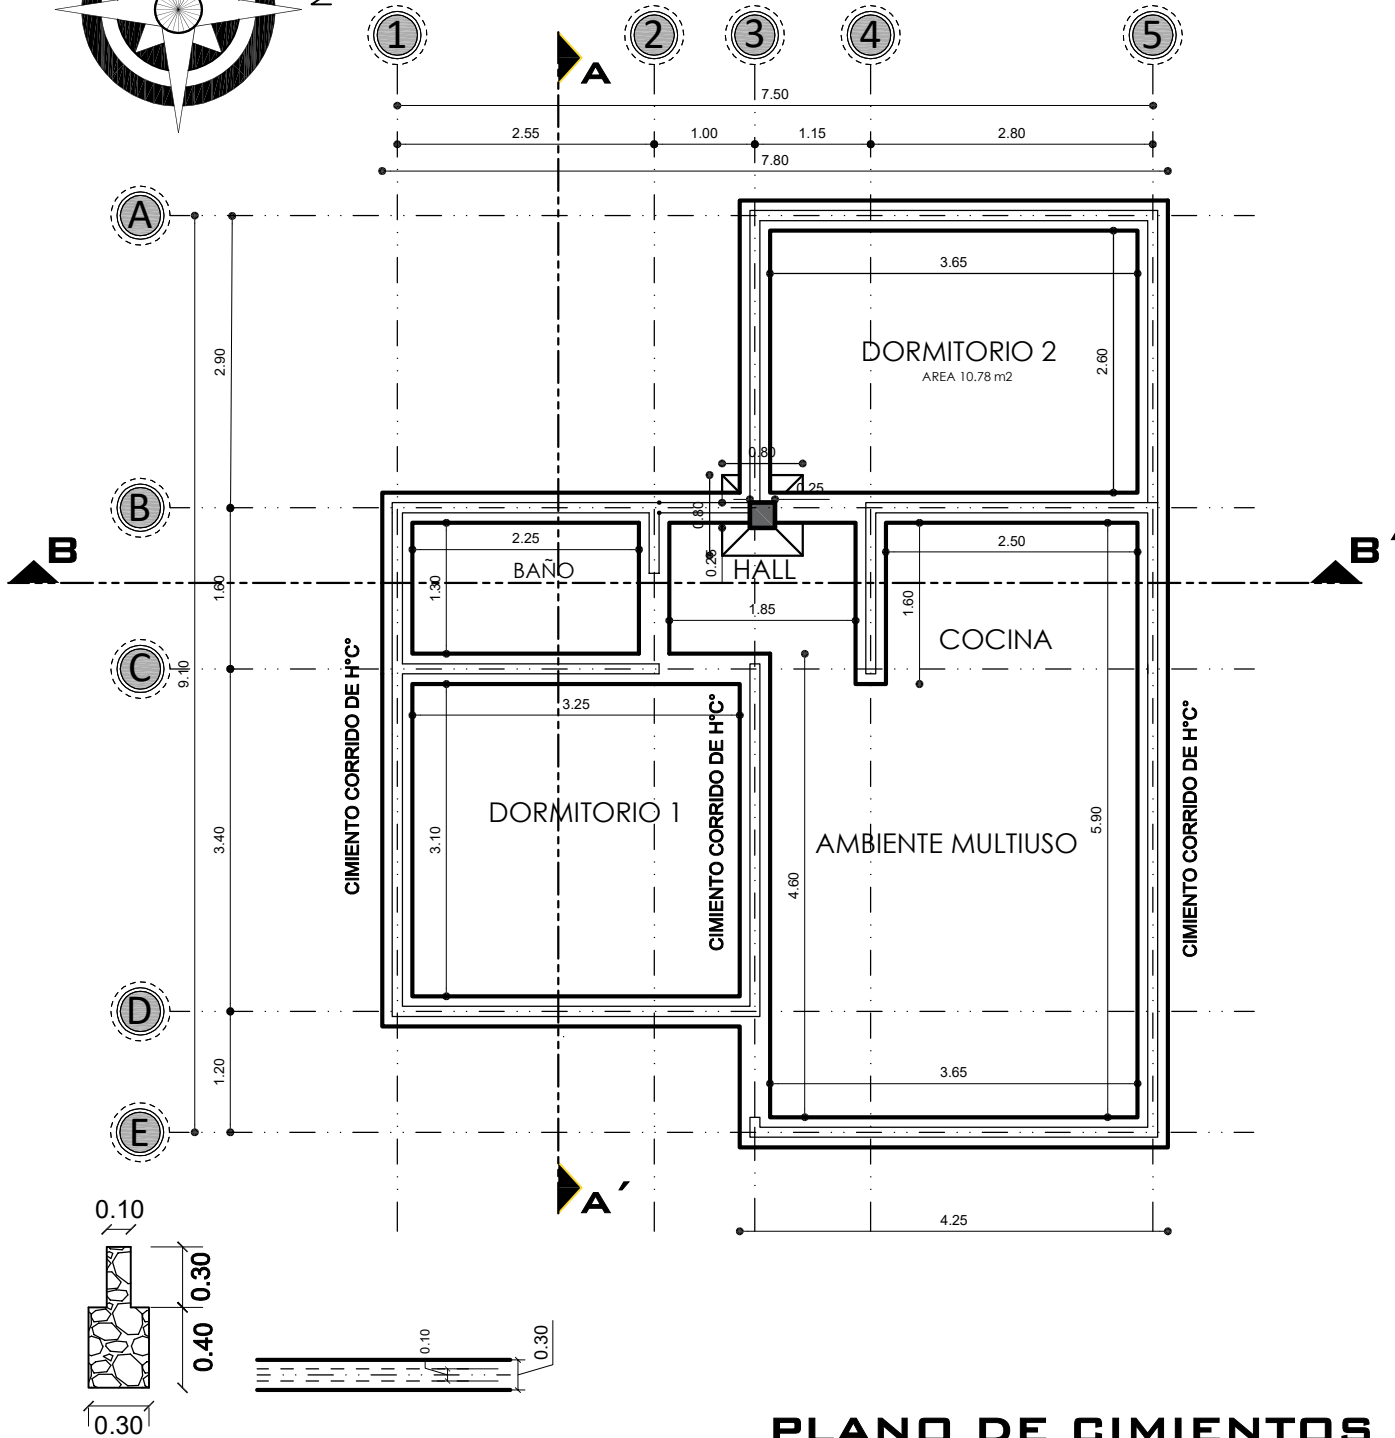 N
1 2 3 4 5
A
7.50
2.55 1.00 1.15 2.80
7.80
A
3.65
2.90
DORMITORIO 2
2.60
AREA 10.78 m2
0.80
0.25
B
0.80
B
B´
2.25
2.50
BAÑO
0.25
HALL
1.60
1.30
1.60
1.85
COCINA
C
9.10
CIMIENTO CORRIDO DE H°C°
3.25
CIMIENTO CORRIDO DE H°C°
CIMIENTO CORRIDO DE H°C°
DORMITORIO 1
3.40
3.10
5.90
AMBIENTE MULTIUSO
4.60
D
1.20
3.65
E
A´
0.10
4.25
0.30
0.40
0.10
0.30
0.30
PLANO DE CIMIENTOS